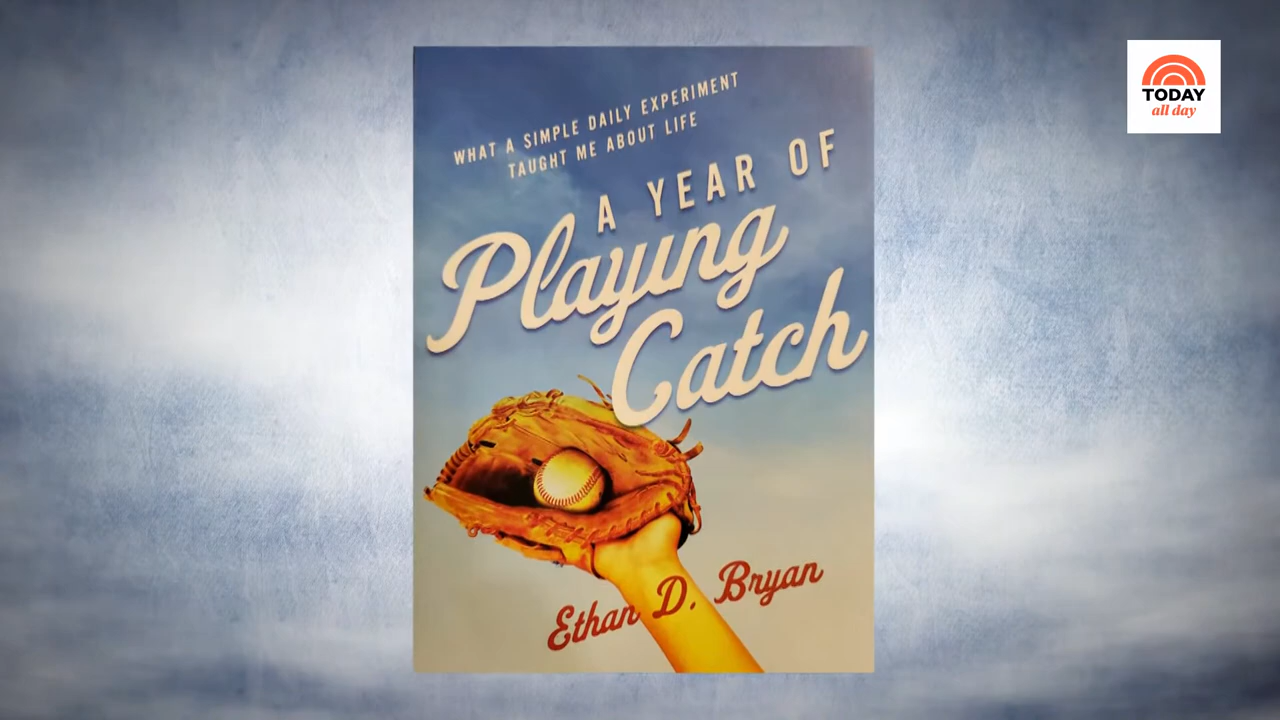 WHAT A SIMPLE DAILY EXPERIMENT
TAUGHT ME ABOUT LIFE
A YEAR OF
Playing
Catch
Ethan D. Bryan
TODAY
all day